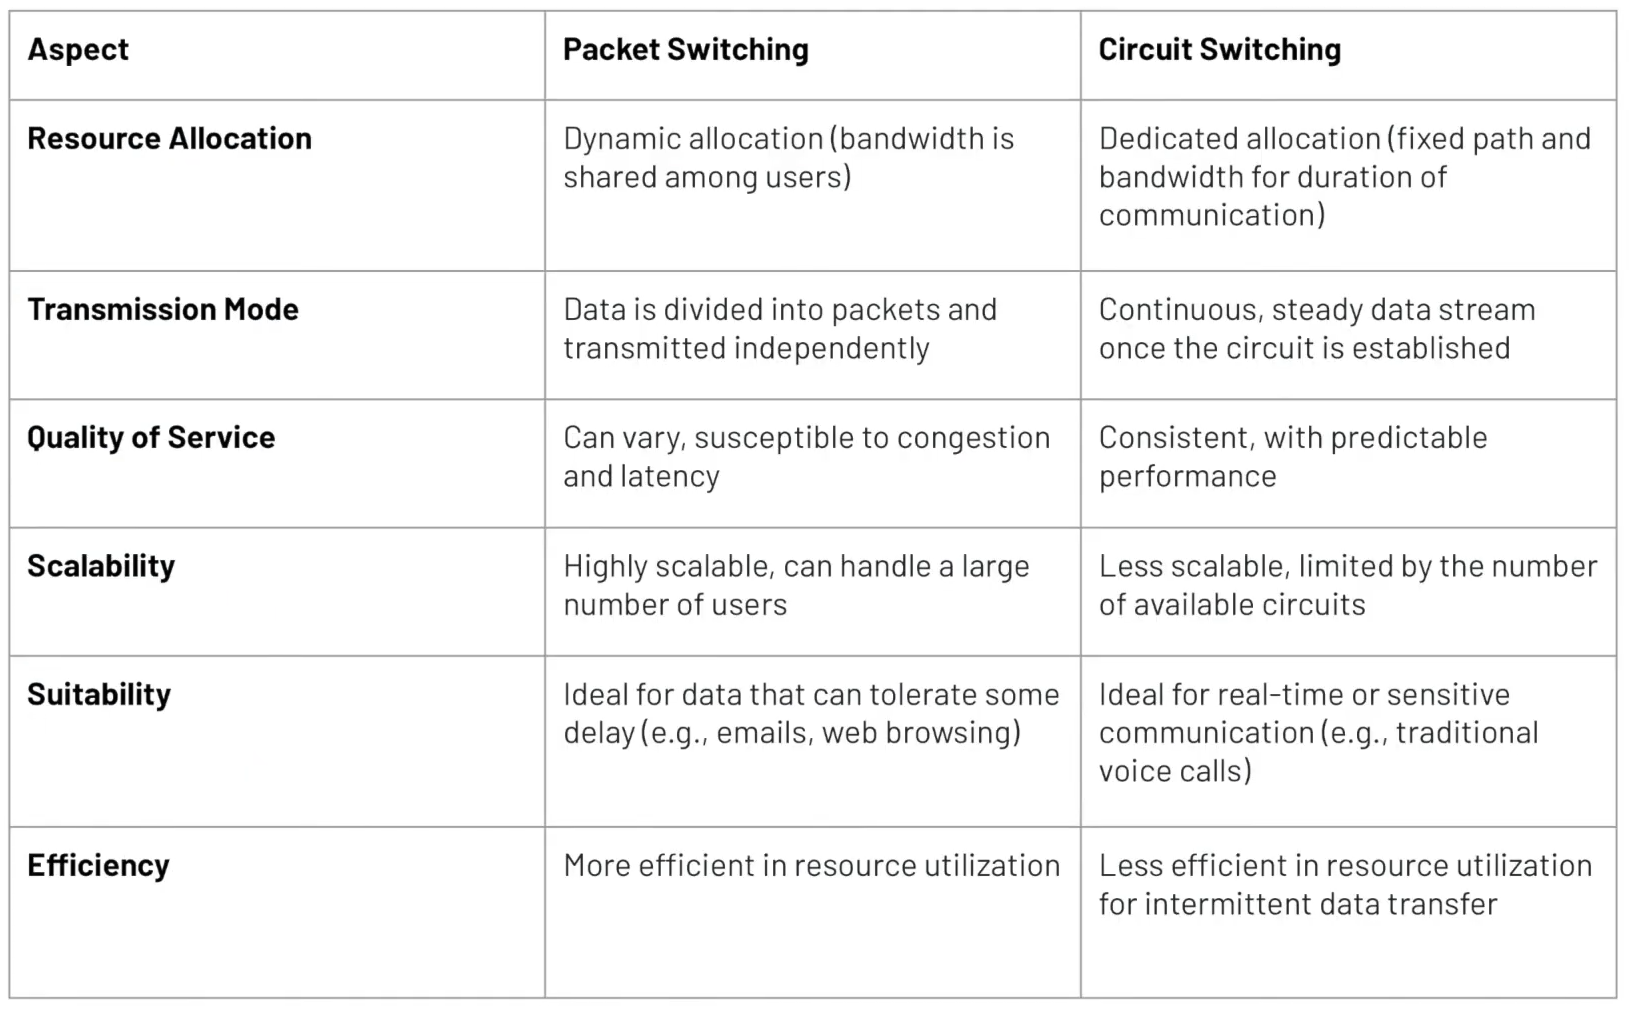 Aspect
Packet Switching
Circuit Switching
Resource Allocation
Dynamic allocation (bandwidth is
shared among users)
Dedicated allocation (fixed path and
bandwidth for duration of
communication)
Transmission Mode
Data is divided into packets and
transmitted independently
Continuous, steady data stream
once the circuit is established
Quality of Service
Can vary, susceptible to congestion
and latency
Consistent, with predictable
performance
Scalability
Highly scalable, can handle a large
number of users
Less scalable, limited by the number
of available circuits
Suitability
Ideal for data that can tolerate some
delay (e.g., emails, web browsing)
Ideal for real-time or sensitive
communication (e.g., traditional
voice calls)
Efficiency
More efficient in resource utilization
Less efficient in resource utilization
for intermittent data transfer